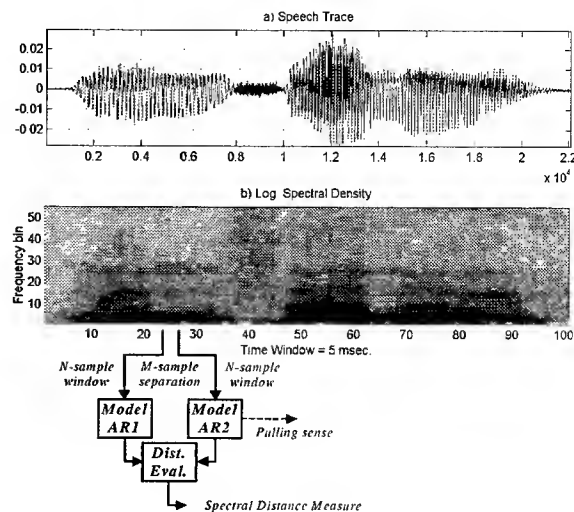 a) Speech Trace
0.02
0.01
0
-0.01
-0.02
0.2 0.4 0.6 0.8 1 1.2 1.4 1.6 1.8 2 2.2
x 10⁴
b) Log Spectral Density
Frequency bin
50
40
30
20
10
10 20 30 40 50 60 70 80 90 100
Time Window = 5 msec.
N-sample window
M-sample separation
N-sample window
Model AR1
Model AR2
Pulling sense
Dist. Eval.
Spectral Distance Measure